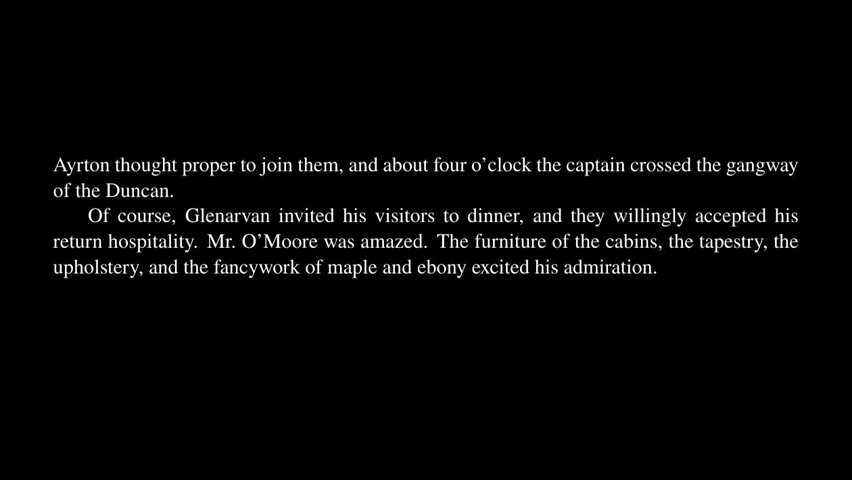 Ayrton thought proper to join them, and about four o’clock the captain crossed the gangway
of the Duncan.
Of course, Glenarvan invited his visitors to dinner, and they willingly accepted his
return hospitality. Mr. O’Moore was amazed. The furniture of the cabins, the tapestry, the
upholstery, and the fancywork of maple and ebony excited his admiration.